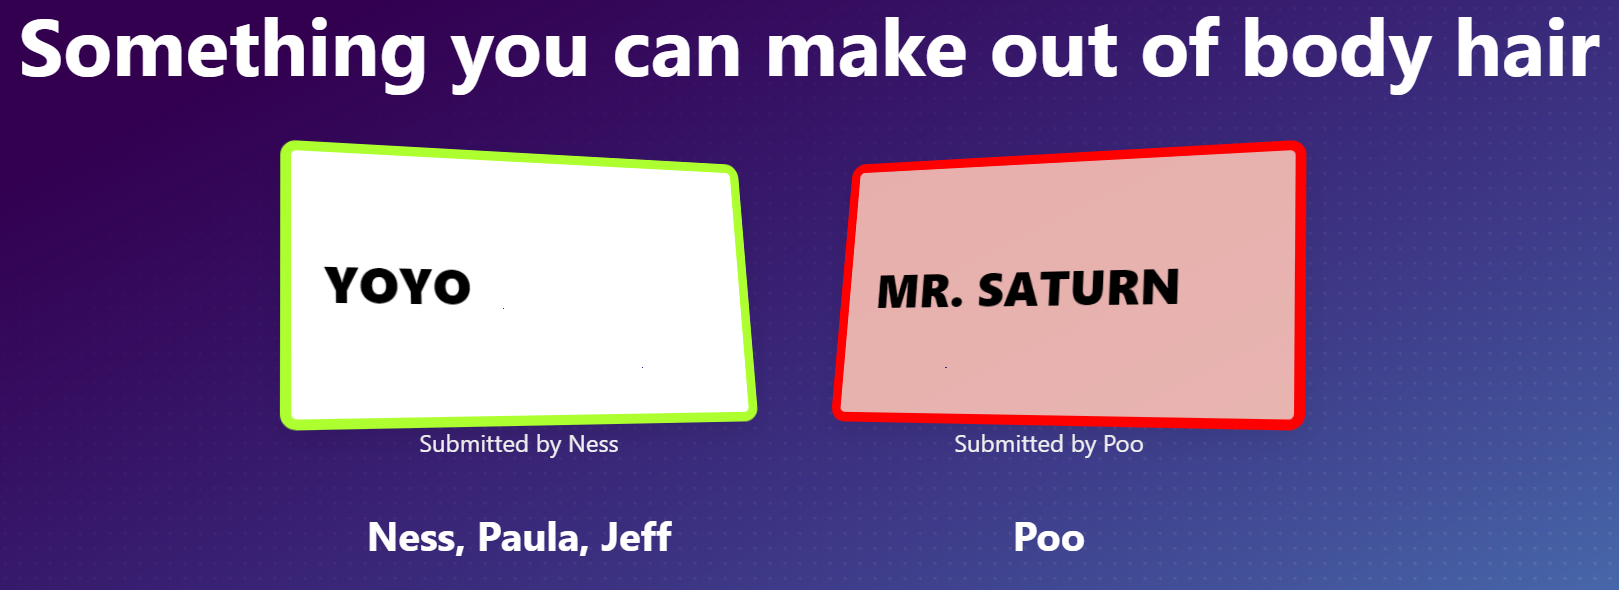 Something you can make out of body hair
YOYO
MR. SATURN
Submitted by Ness
Submitted by Poo
Ness, Paula, Jeff
Poo